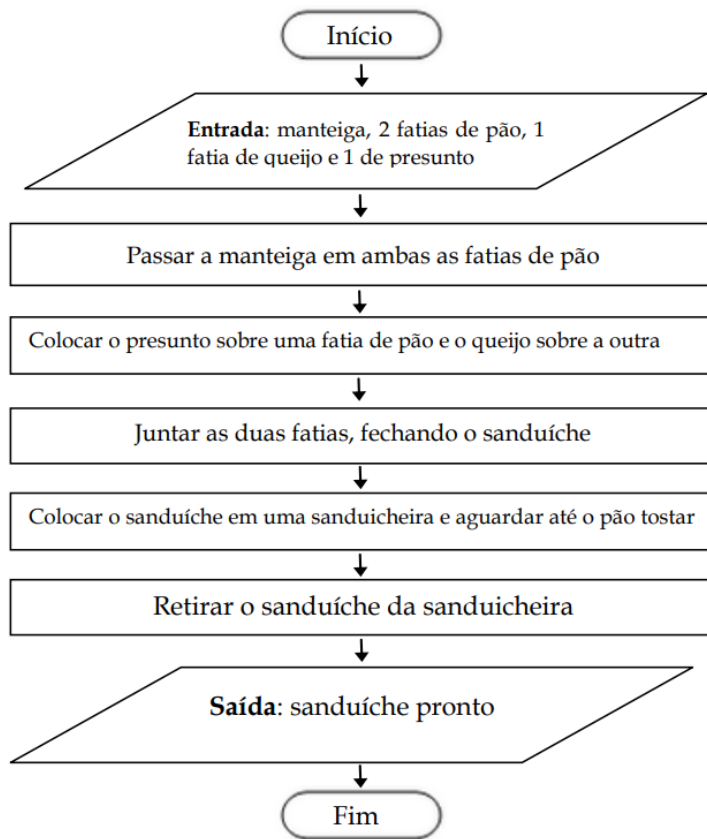 Início
Entrada: manteiga, 2 fatias de pão, 1
fatia de queijo e 1 de presunto
Passar a manteiga em ambas as fatias de pão
Colocar o presunto sobre uma fatia de pão e o queijo sobre a outra
Juntar as duas fatias, fechando o sanduíche
Colocar o sanduíche em uma sanduicheira e aguardar até o pão tostar
Retirar o sanduíche da sanduicheira
Saída: sanduíche pronto
Fim